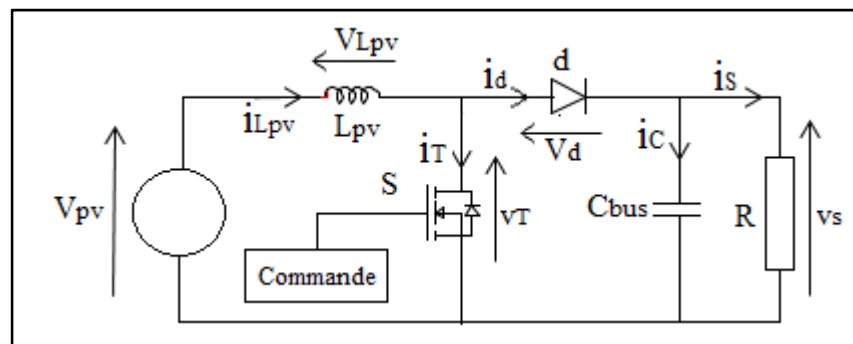 VLpv
id
d
iS
iLpv
Lpv
iT
Vd
iC
Vpv
S
vT
Cbus
R
vs
Commande